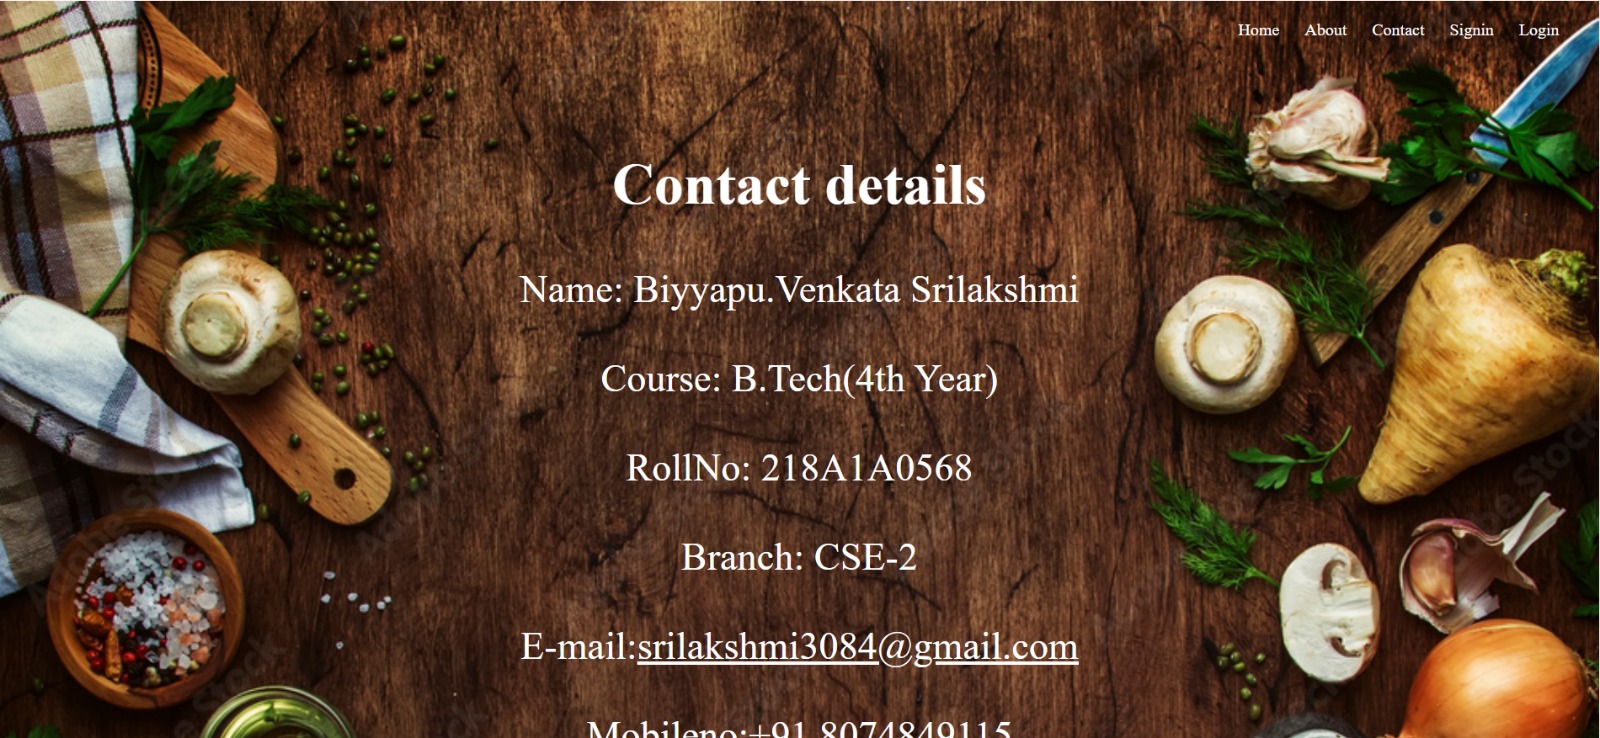 Home About Contact Signin Login
Contact details
Name: Biyyapu.Venkata Srilakshmi
Course: B.Tech(4th Year)
RollNo: 218A1A0568
Branch: CSE-2
E-mail:srilakshmi3084@gmail.com
Mobileno:+91 8074849115